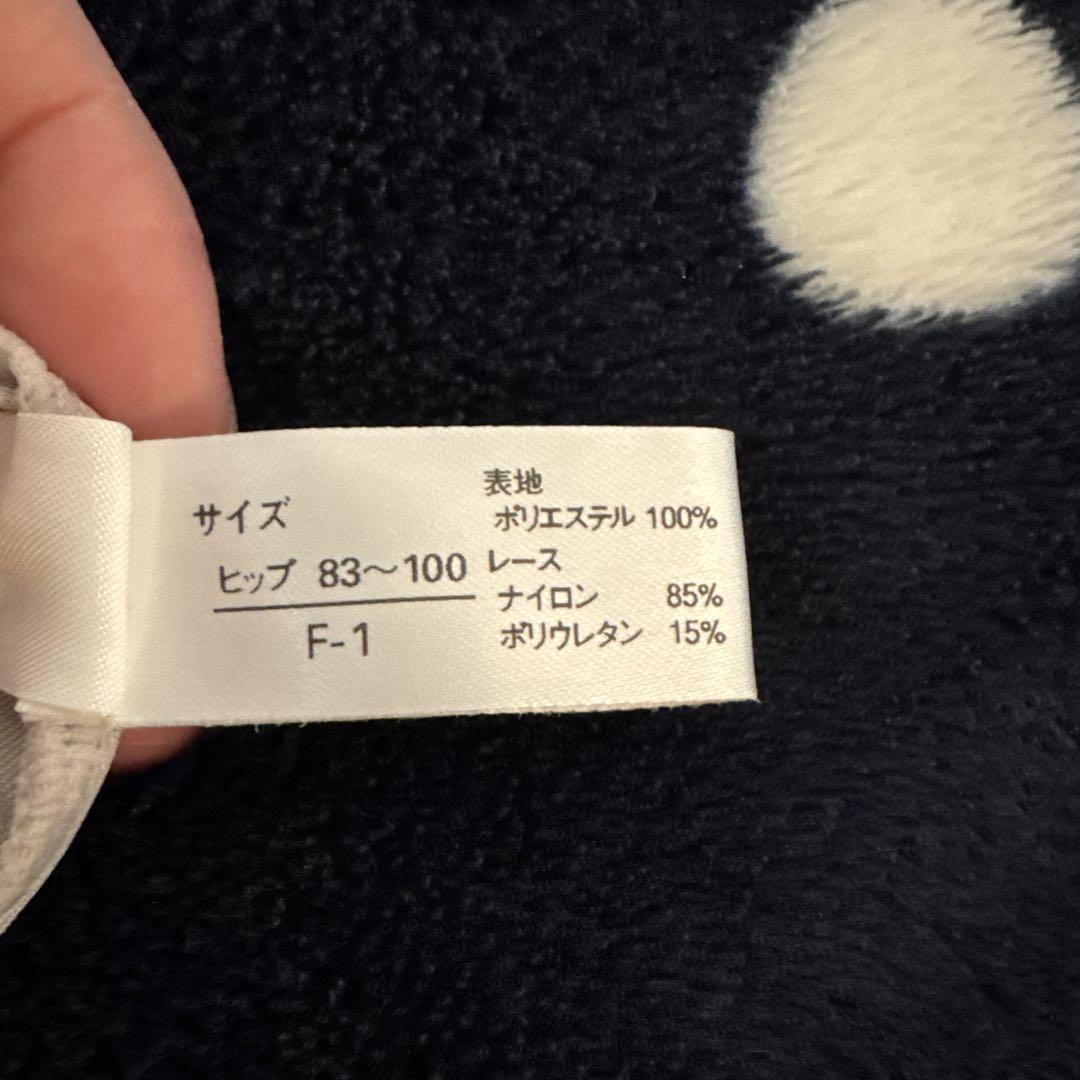 サイズ
ヒップ 83～100
F-1
表地
ポリエステル 100%
レース
ナイロン 85%
ポリウレタン 15%